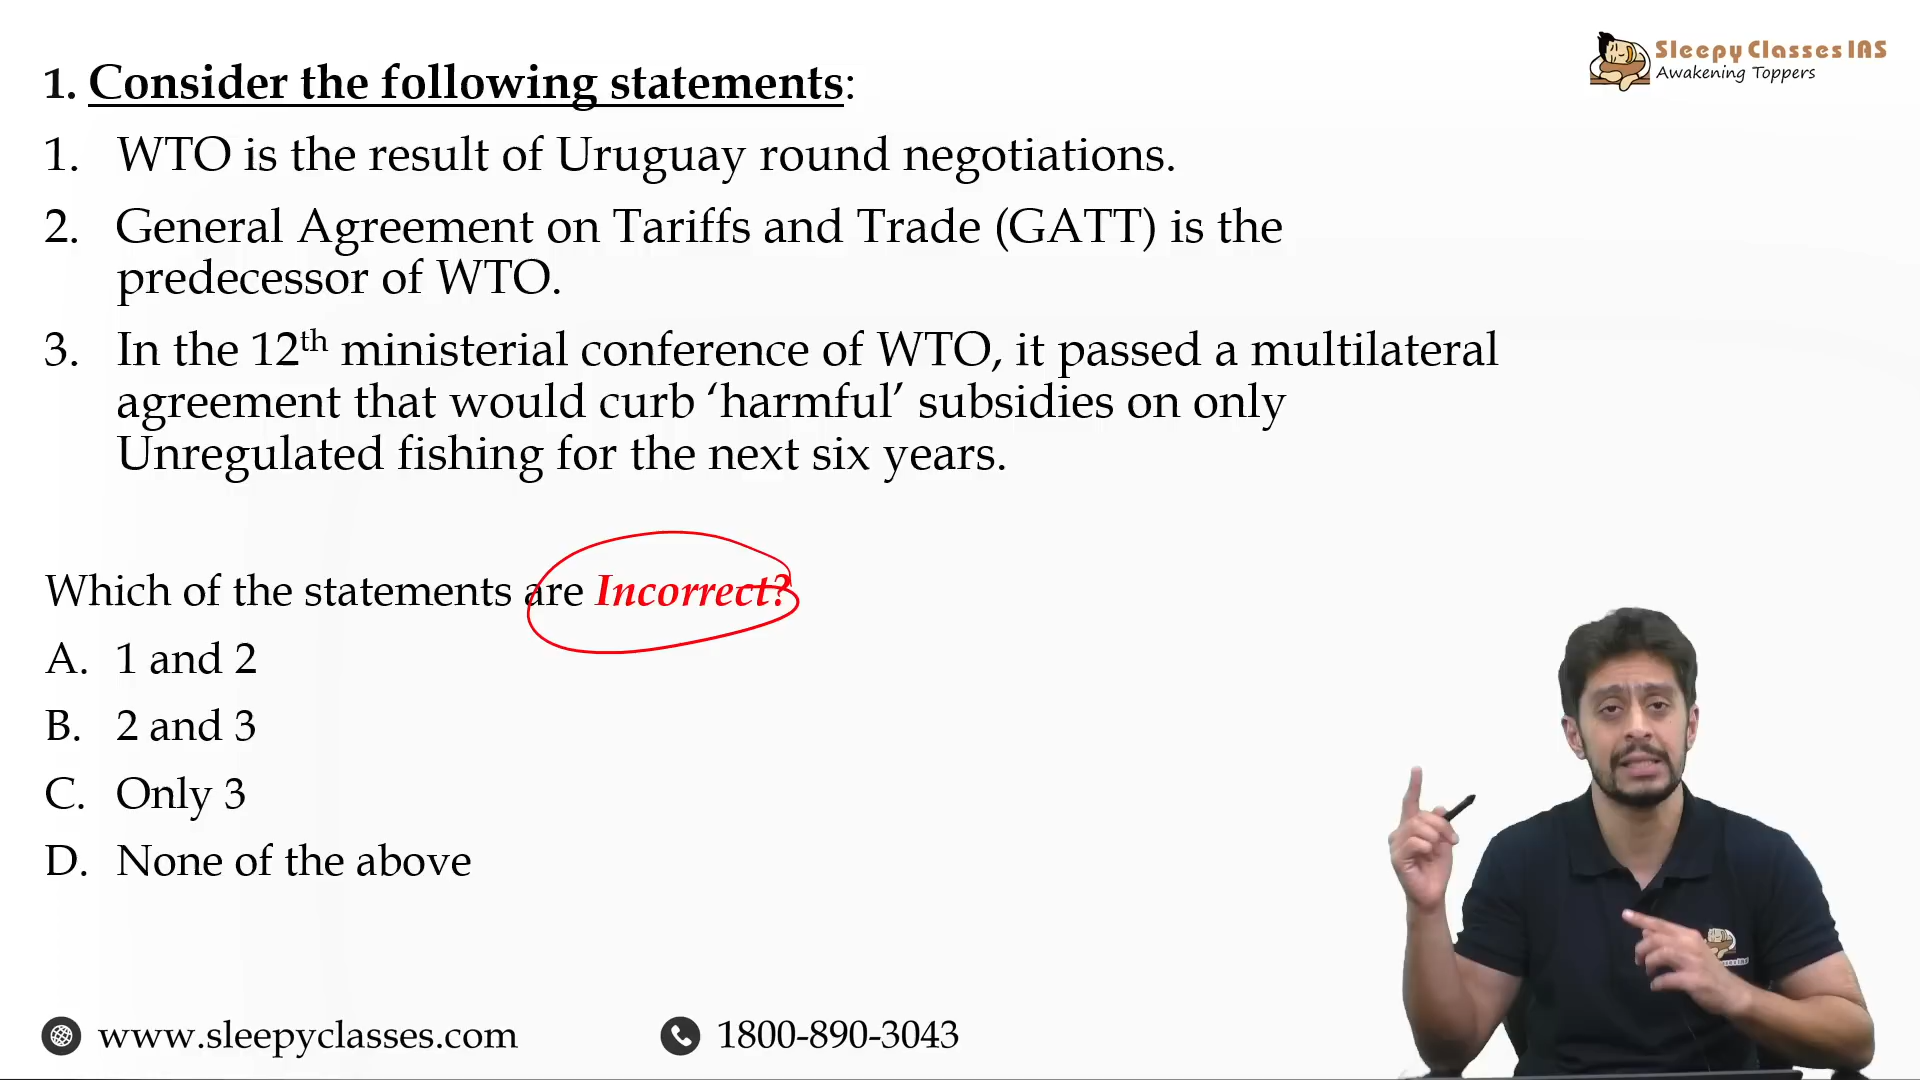 Sleepy Classes IAS
Awakening Toppers
1. Consider the following statements:
1. WTO is the result of Uruguay round negotiations.
2. General Agreement on Tariffs and Trade (GATT) is the
predecessor of WTO.
3. In the 12th ministerial conference of WTO, it passed a multilateral
agreement that would curb ‘harmful’ subsidies on only
Unregulated fishing for the next six years.
Which of the statements are Incorrect?
A. 1 and 2
B. 2 and 3
C. Only 3
D. None of the above
www.sleepyclasses.com
1800-890-3043